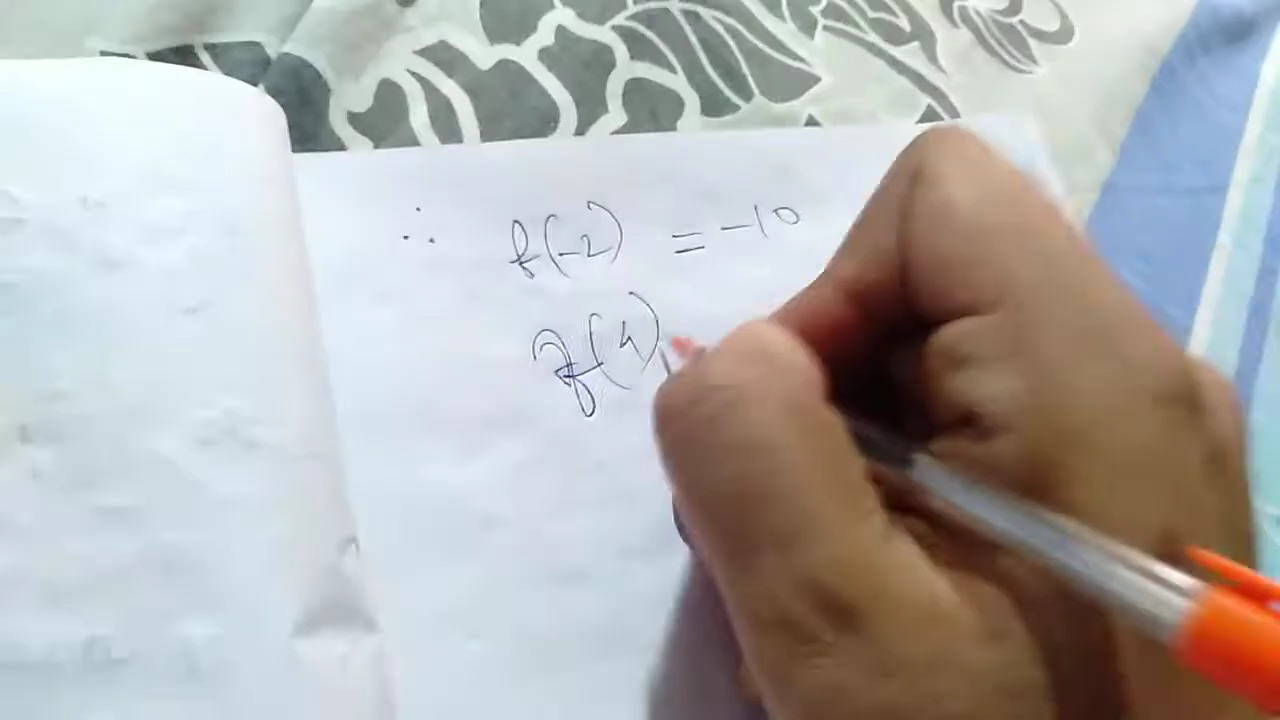 ∴ f(-2) = -10
f(4)